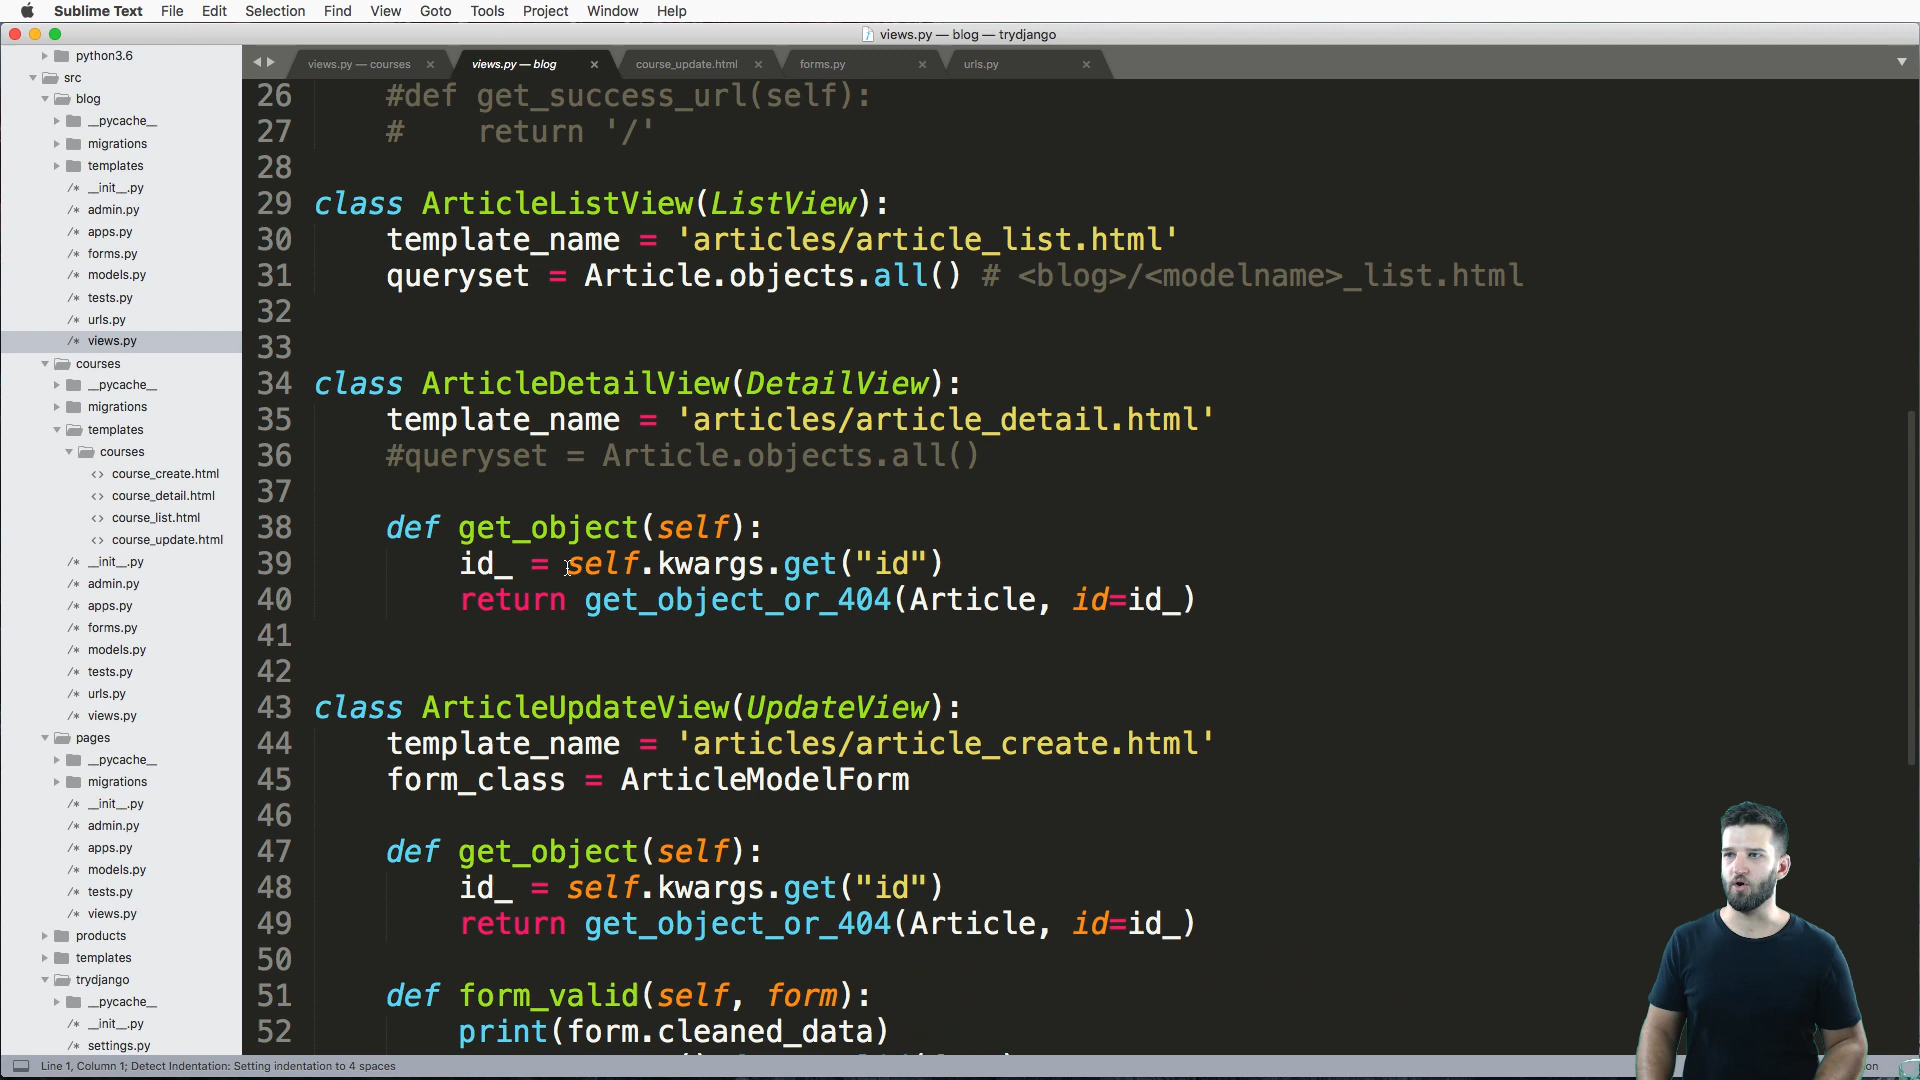 Sublime Text File Edit Selection Find View Goto Tools Project Window Help
views.py — blog — trydjango
views.py — courses
views.py — blog
course_update.html
forms.py
urls.py
python3.6
src
blog
__pycache__
migrations
templates
__init__.py
admin.py
apps.py
forms.py
models.py
tests.py
urls.py
views.py
courses
__pycache__
migrations
templates
courses
course_create.html
course_detail.html
course_list.html
course_update.html
__init__.py
admin.py
apps.py
forms.py
models.py
tests.py
urls.py
views.py
pages
__pycache__
migrations
__init__.py
admin.py
apps.py
models.py
tests.py
views.py
products
templates
trydjango
__pycache__
__init__.py
settings.py
26 #def get_success_url(self):
27 # return '/'
28
29 class ArticleListView(ListView):
30 template_name = 'articles/article_list.html'
31 queryset = Article.objects.all() # <blog>/<modelname>_list.html
32
33
34 class ArticleDetailView(DetailView):
35 template_name = 'articles/article_detail.html'
36 #queryset = Article.objects.all()
37
38 def get_object(self):
39 id_ = self.kwargs.get("id")
40 return get_object_or_404(Article, id=id_)
41
42
43 class ArticleUpdateView(UpdateView):
44 template_name = 'articles/article_create.html'
45 form_class = ArticleModelForm
46
47 def get_object(self):
48 id_ = self.kwargs.get("id")
49 return get_object_or_404(Article, id=id_)
50
51 def form_valid(self, form):
52 print(form.cleaned_data)
Line 1, Column 1; Detect Indentation: Setting indentation to 4 spaces